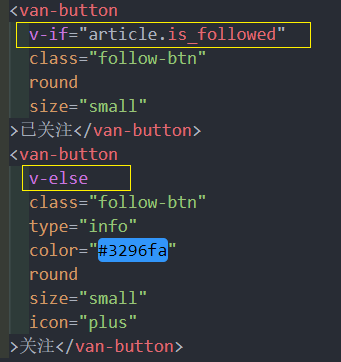 <van-button
v-if="article.is_followed"
class="follow-btn"
round
size="small"
>已关注</van-button>
<van-button
v-else
class="follow-btn"
type="info"
color="#3296fa"
round
size="small"
icon="plus"
>关注</van-button>